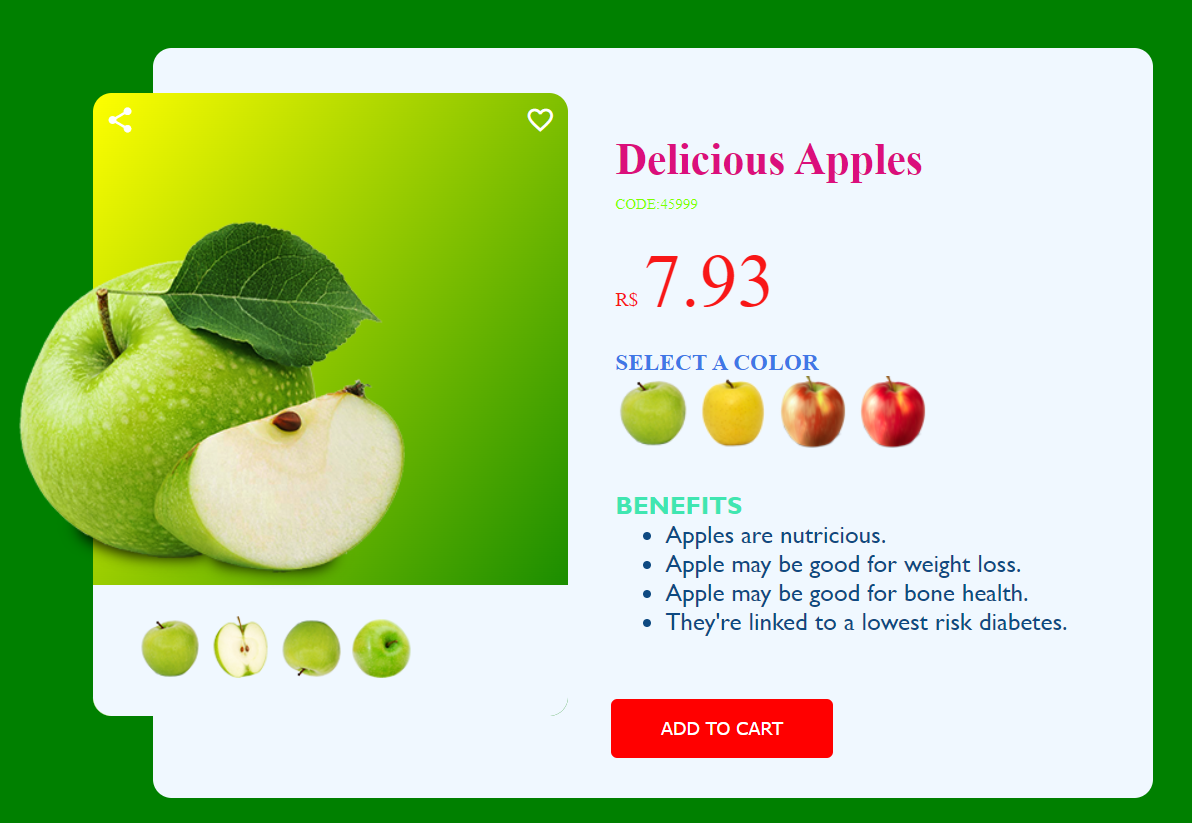 Delicious Apples
CODE:45999
R$ 7.93
SELECT A COLOR
BENEFITS
• Apples are nutricious.
• Apple may be good for weight loss.
• Apple may be good for bone health.
• They're linked to a lowest risk diabetes.
ADD TO CART